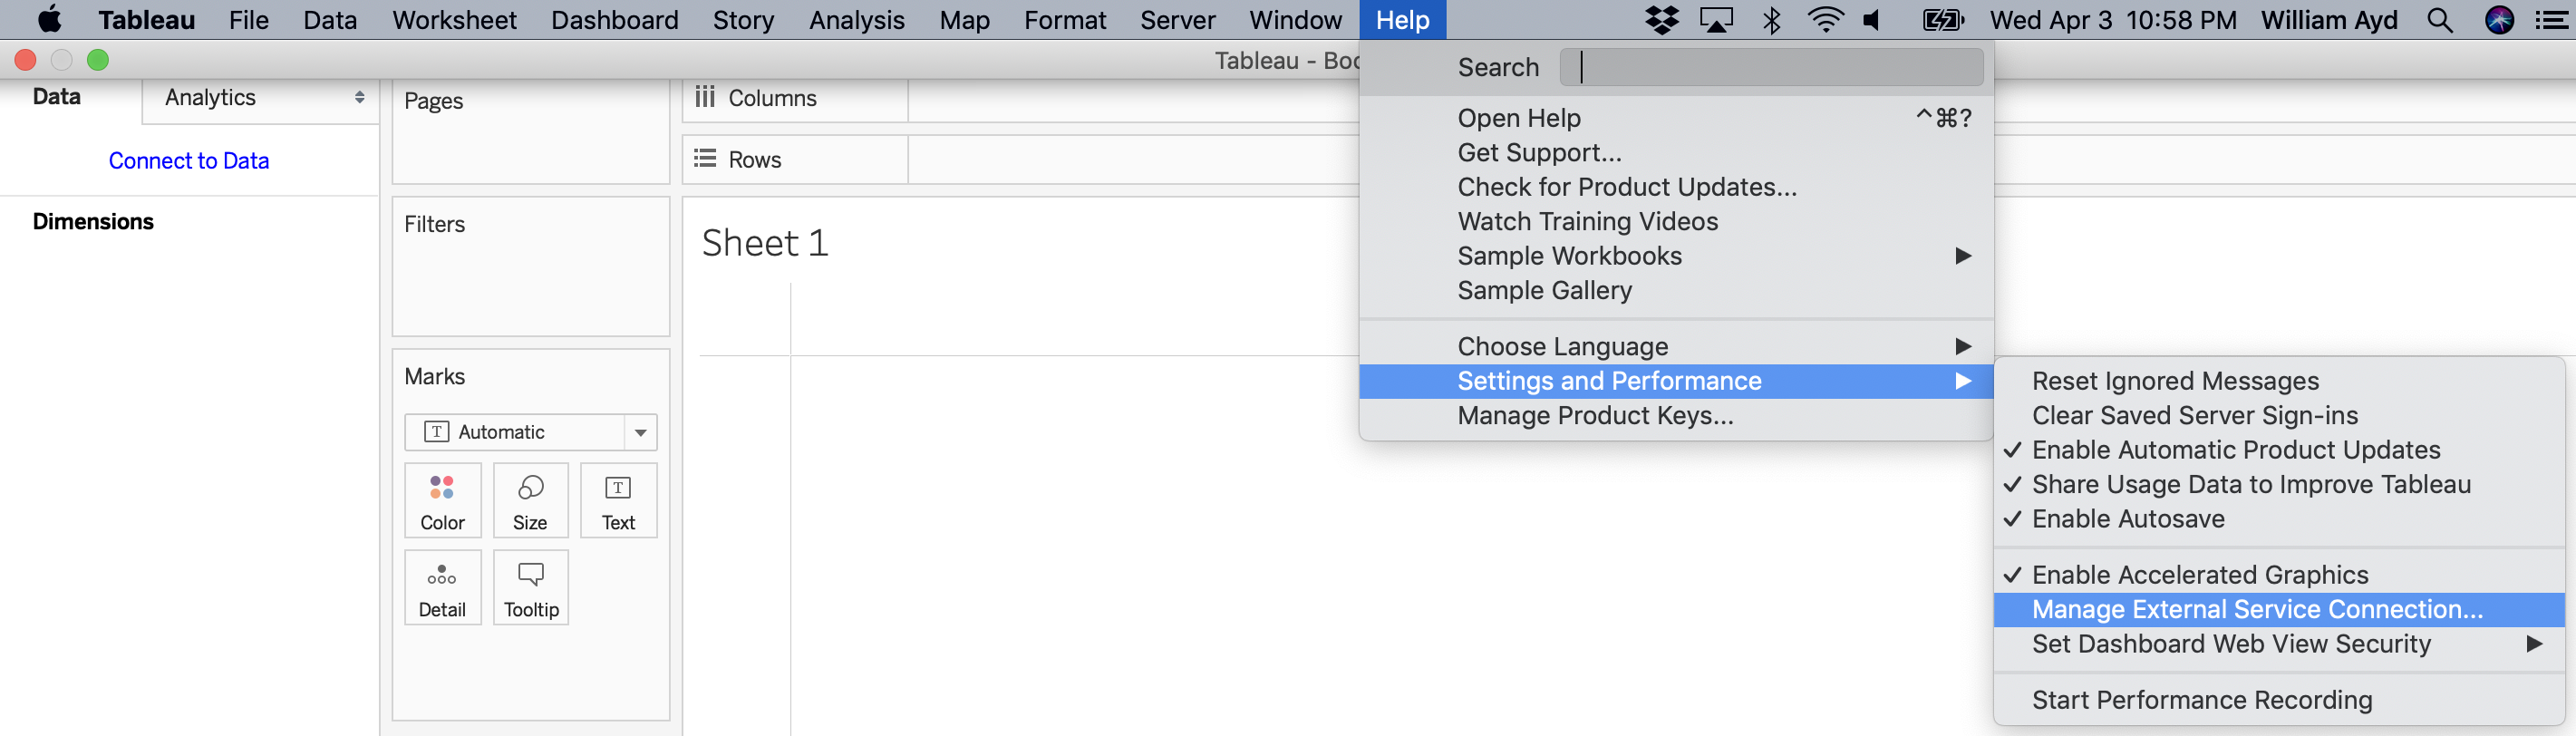 Tableau File Data Worksheet Dashboard Story Analysis Map Format Server Window Help Wed Apr 3 10:58 PM William Ayd
Tableau - Boo
Data Analytics
Connect to Data
Dimensions
Pages
Filters
Marks
T Automatic
Color Size T Text
Detail Tooltip
Columns
Rows
Sheet 1
Search
Open Help ^⌘?
Get Support...
Check for Product Updates...
Watch Training Videos
Sample Workbooks
Sample Gallery
Choose Language
Settings and Performance
Manage Product Keys...
Reset Ignored Messages
Clear Saved Server Sign-ins
✓ Enable Automatic Product Updates
✓ Share Usage Data to Improve Tableau
✓ Enable Autosave
✓ Enable Accelerated Graphics
Manage External Service Connection...
Set Dashboard Web View Security
Start Performance Recording